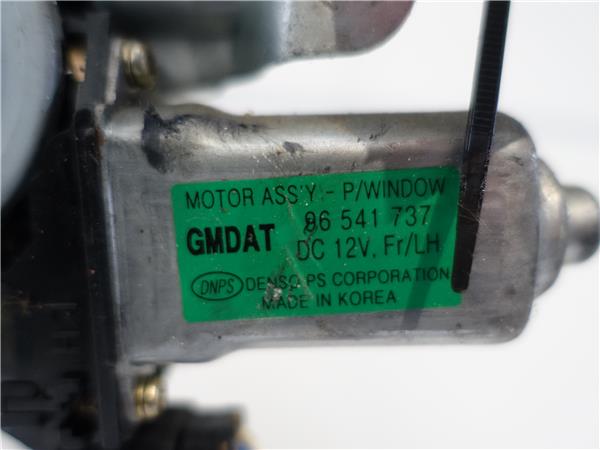 MOTOR ASS'Y:- P/WINDOW
GMDAT 96 541 737
DC 12V, Fr/LH
DNPS DENSO PS CORPORATION
MADE IN KOREA